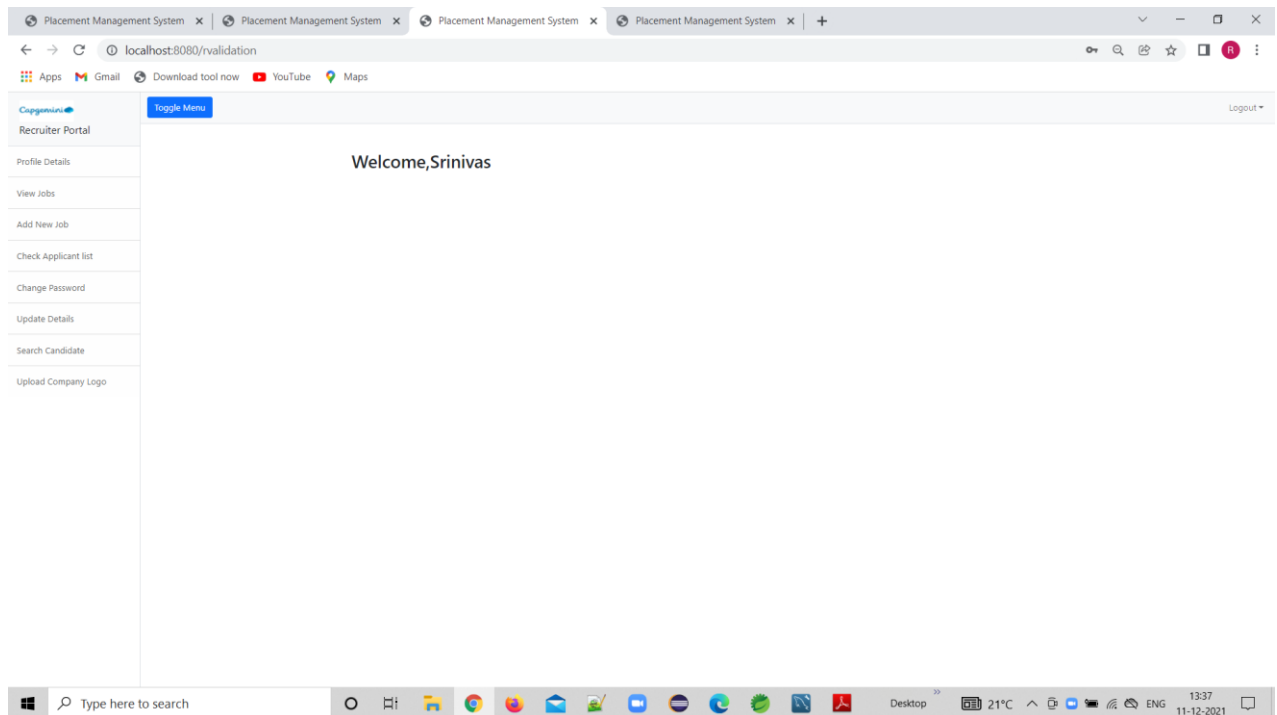 Placement Management System
Placement Management System
Placement Management System
Placement Management System
localhost:8080/rvalidation
R
Apps
Gmail
Download tool now
YouTube
Maps
Capgemini
Recruiter Portal
Toggle Menu
Logout
Profile Details
View Jobs
Add New Job
Check Applicant list
Change Password
Update Details
Search Candidate
Upload Company Logo
Welcome,Srinivas
Type here to search
Desktop
21°C
ENG
13:37
11-12-2021